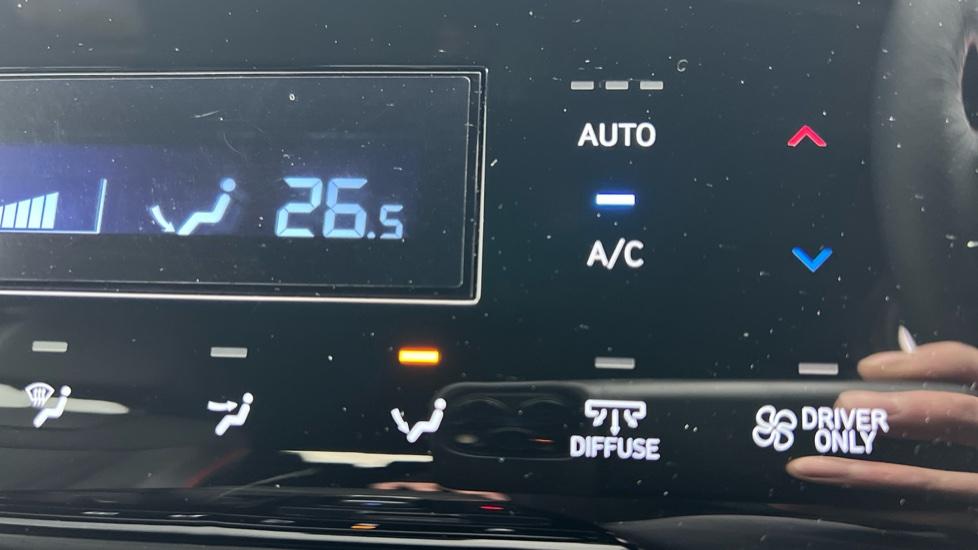 AUTO
26.5
A/C
DIFFUSE
DRIVER
ONLY